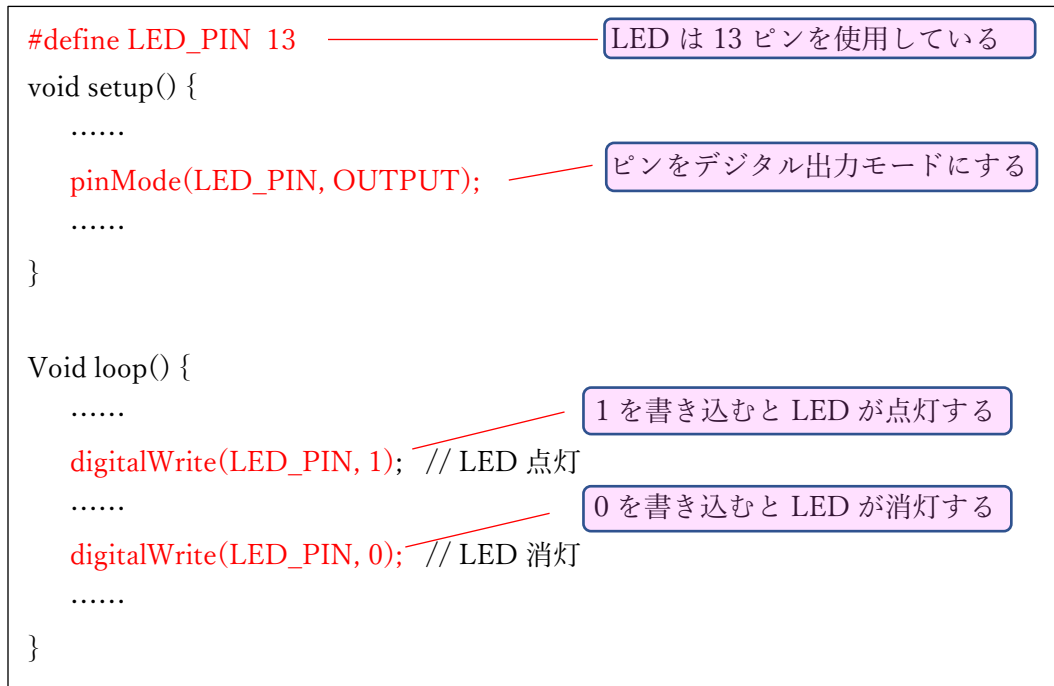 #define LED_PIN 13
LED は 13 ピンを使用している
void setup() {
……
ピンをデジタル出力モードにする
pinMode(LED_PIN, OUTPUT);
……
}
Void loop() {
……
1 を書き込むと LED が点灯する
digitalWrite(LED_PIN, 1); // LED 点灯
……
0 を書き込むと LED が消灯する
digitalWrite(LED_PIN, 0); // LED 消灯
……
}